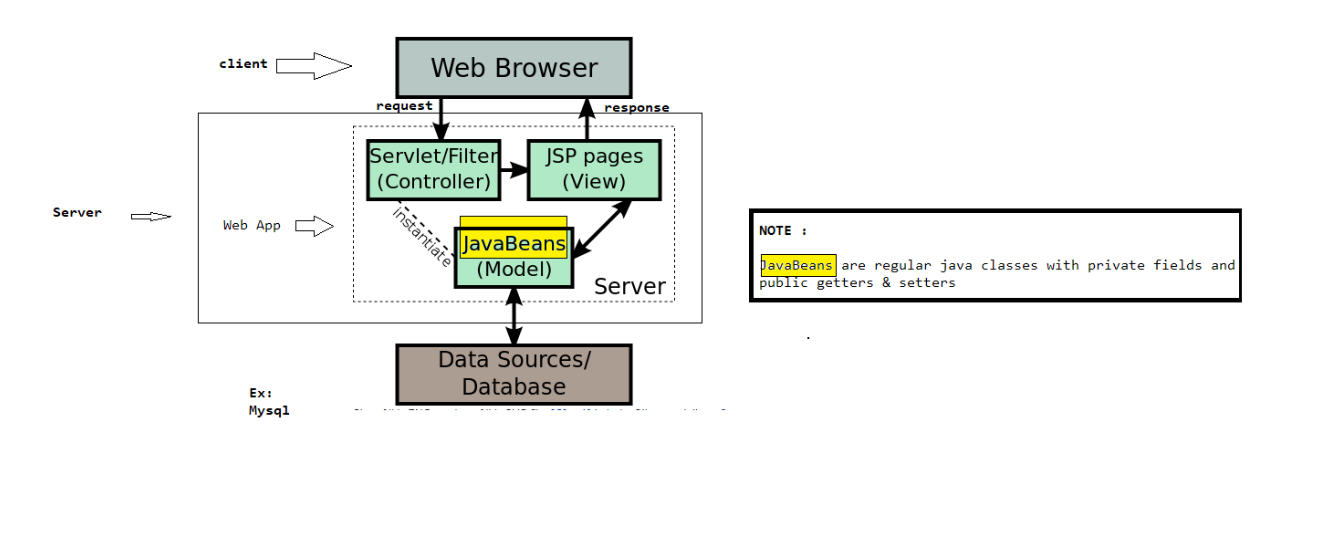 client
Web Browser
request
response
Servlet/Filter
(Controller)
JSP pages
(View)
Server
Web App
instantiate
JavaBeans
(Model)
Server
NOTE :
JavaBeans are regular java classes with private fields and
public getters & setters
.
Data Sources/
Database
Ex:
Mysql